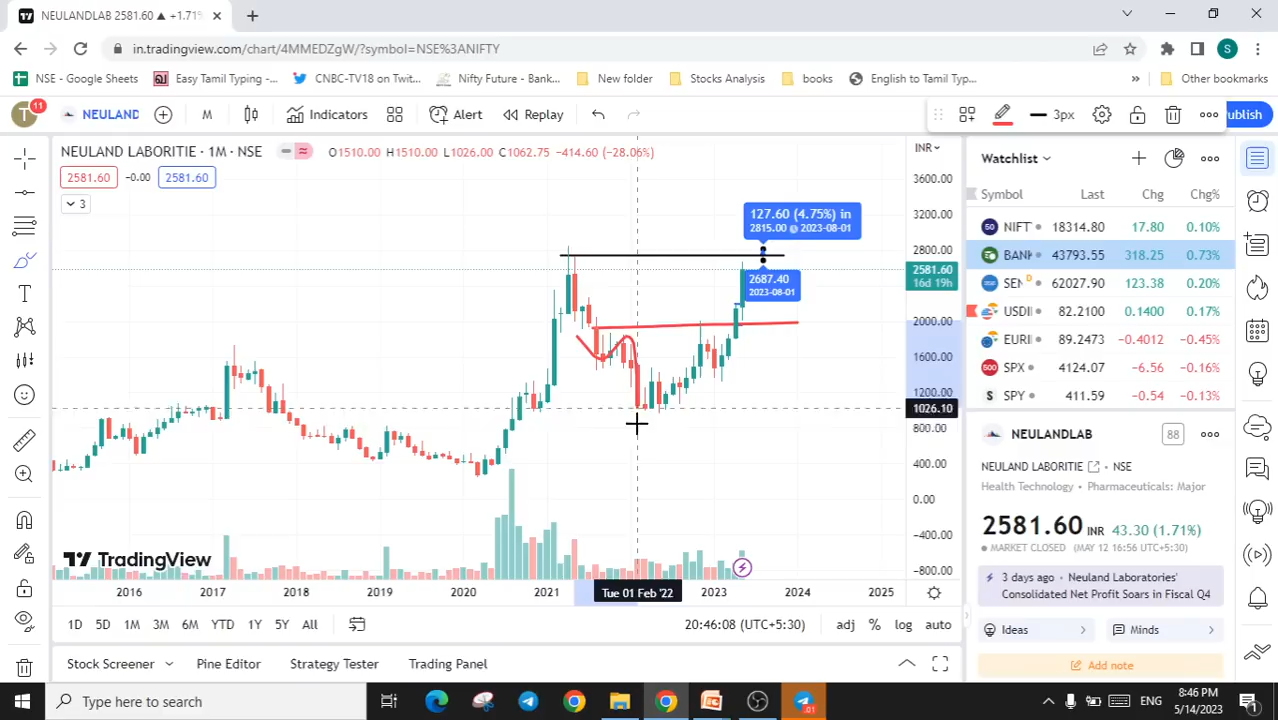 NEULANDLAB 2581.60 ▲ +1.71%
in.tradingview.com/chart/4MMEDZgW/?symbol=NSE%3ANIFTY
S
NSE - Google Sheets
Easy Tamil Typing -...
CNBC-TV18 on Twit...
Nifty Future - Bank...
New folder
Stocks Analysis
books
English to Tamil Typ...
»
Other bookmarks
T
11
NEULAND
M
Indicators
Alert
Replay
3px
ublish
NEULAND LABORITIE · 1M · NSE
O1510.00 H1510.00 L1026.00 C1062.75 -414.60 (-28.06%)
2581.60 -0.00 2581.60
3
INR
3600.00
3200.00
2800.00
2581.60
16d 19h
2000.00
1600.00
1200.00
1026.10
800.00
400.00
0.00
-400.00
-800.00
127.60 (4.75%) in
2815.00 @ 2023-08-01
2687.40
2023-08-01
TradingView
2016 2017 2018 2019 2020 2021 Tue 01 Feb '22 2023 2024 2025
1D 5D 1M 3M 6M YTD 1Y 5Y All
20:46:08 (UTC+5:30) adj % log auto
Stock Screener Pine Editor Strategy Tester Trading Panel
Watchlist
Symbol Last Chg Chg%
50 NIFT 18314.80 17.80 0.10%
BANK 43793.55 318.25 0.73%
SEN D 62027.90 123.38 0.20%
USDII 82.2100 0.1400 0.17%
EURII 89.2473 -0.4012 -0.45%
500 SPX 4124.07 -6.56 -0.16%
$ SPY 411.59 -0.54 -0.13%
NEULANDLAB
88
NEULAND LABORITIE • NSE
Health Technology • Pharmaceuticals: Major
2581.60 INR 43.30 (1.71%)
MARKET CLOSED (MAY 12 16:56 UTC+5:30)
3 days ago • Neuland Laboratories'
Consolidated Net Profit Soars in Fiscal Q4
Ideas
Minds
Add note
Type here to search
ENG
8:46 PM
5/14/2023
1